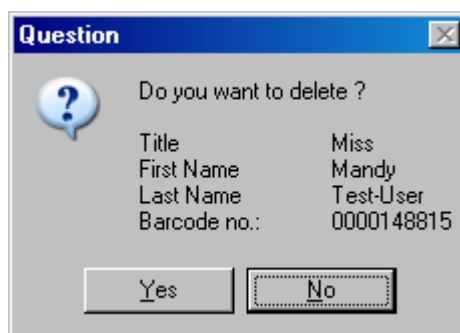 Question
Do you want to delete ?
Title Miss
First Name Mandy
Last Name Test-User
Barcode no.: 0000148815
Yes No